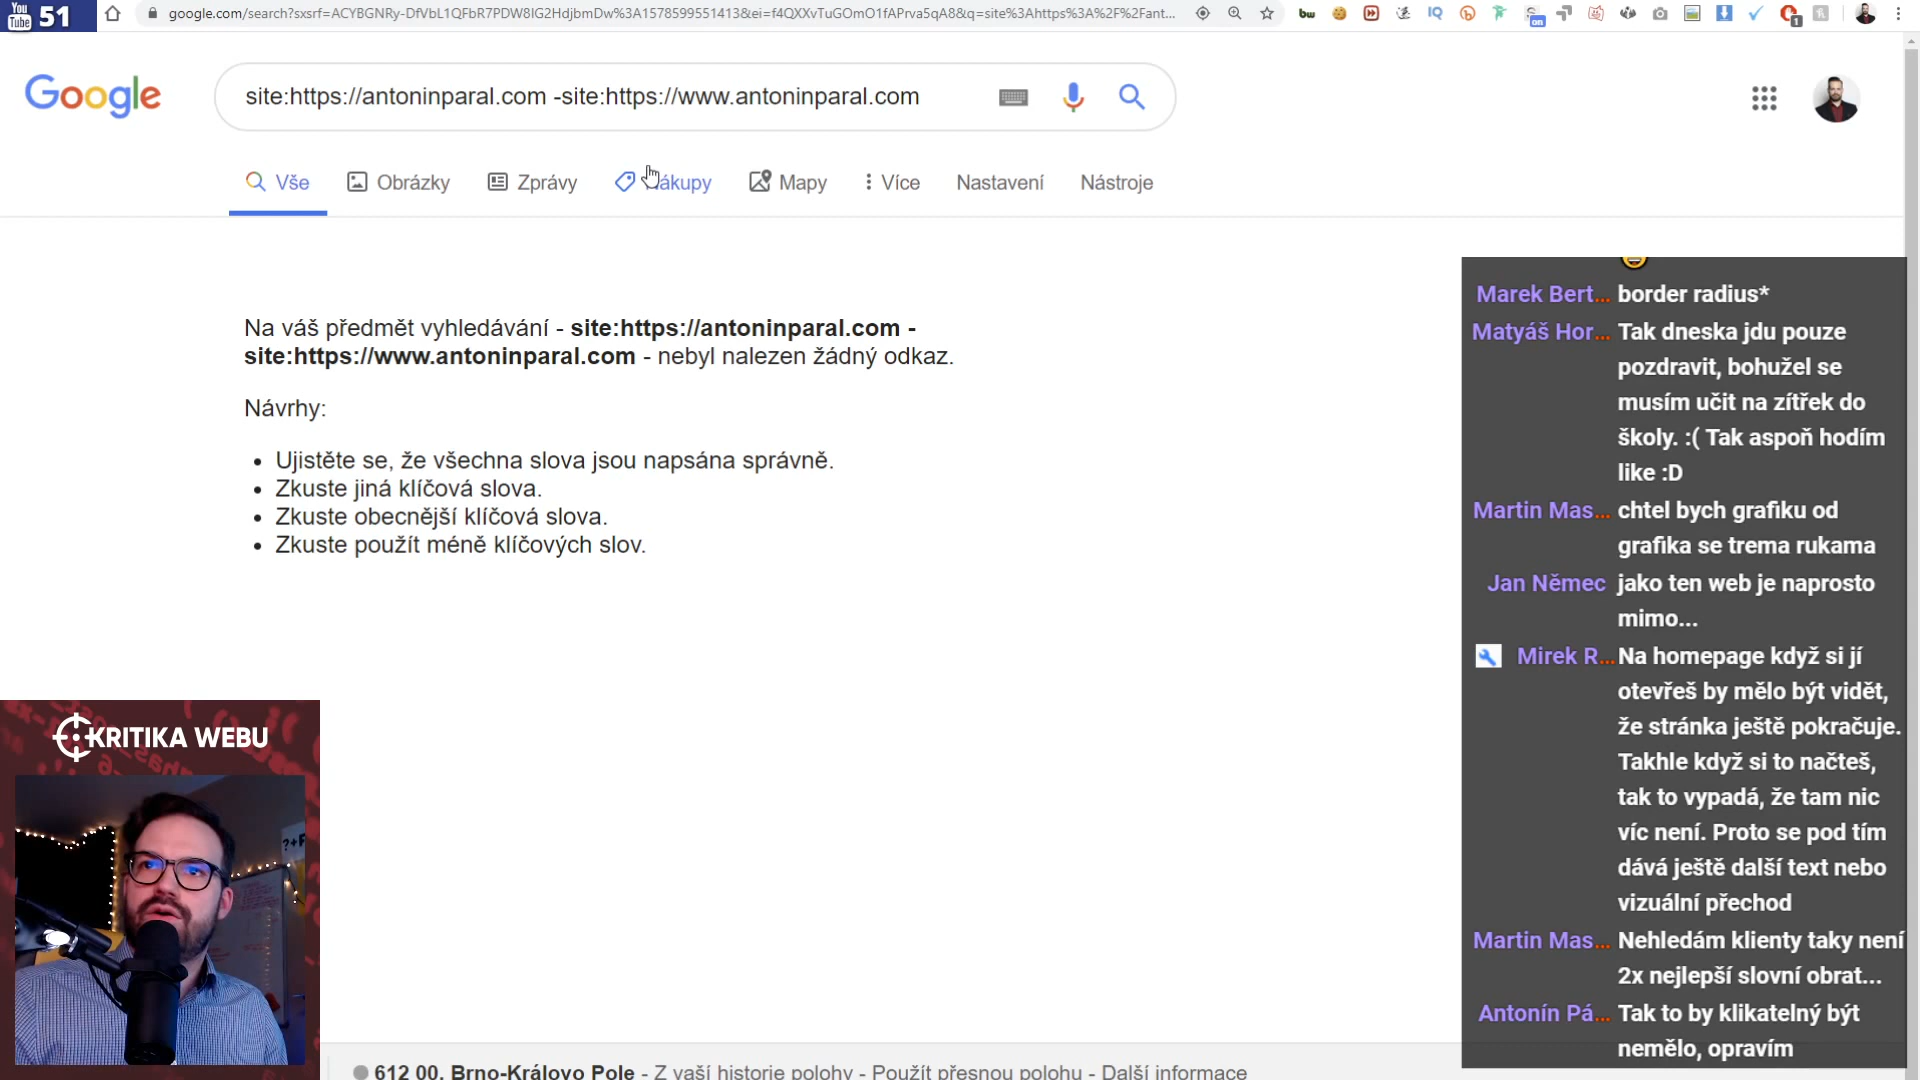 You Tube 51
google.com/search?sxsrf=ACYBGNRy-DfVbL1QFbR7PDW8IG2HdjbmDw%3A1578599551413&ei=f4QXXvTuGOmO1fAPrva5qA8&q=site%3Ahttps%3A%2F%2Fant...
Google
site:https://antoninparal.com -site:https://www.antoninparal.com
Vše Obrázky Zprávy Nákupy Mapy Více Nastavení Nástroje
Na váš předmět vyhledávání - site:https://antoninparal.com -
site:https://www.antoninparal.com - nebyl nalezen žádný odkaz.
Návrhy:
Ujistěte se, že všechna slova jsou napsána správně.
Zkuste jiná klíčová slova.
Zkuste obecnější klíčová slova.
Zkuste použít méně klíčových slov.
Marek Bert... border radius*
Matyáš Hor... Tak dneska jdu pouze
pozdravit, bohužel se
musím učit na zítřek do
školy. :( Tak aspoň hodím
like :D
Martin Mas... chtel bych grafiku od
grafika se trema rukama
Jan Němec jako ten web je naprosto
mimo...
Mirek R... Na homepage když si jí
otevřeš by mělo být vidět,
že stránka ještě pokračuje.
Takhle když si to načteš,
tak to vypadá, že tam nic
víc není. Proto se pod tím
dává ještě další text nebo
vizuální přechod
Martin Mas... Nehledám klienty taky není
2x nejlepší slovní obrat...
Antonín Pá... Tak to by klikatelný být
nemělo, opravím
KRITIKA WEBU
612 00, Brno-Královo Pole - Z vaší historie polohy - Použít přesnou polohu - Další informace